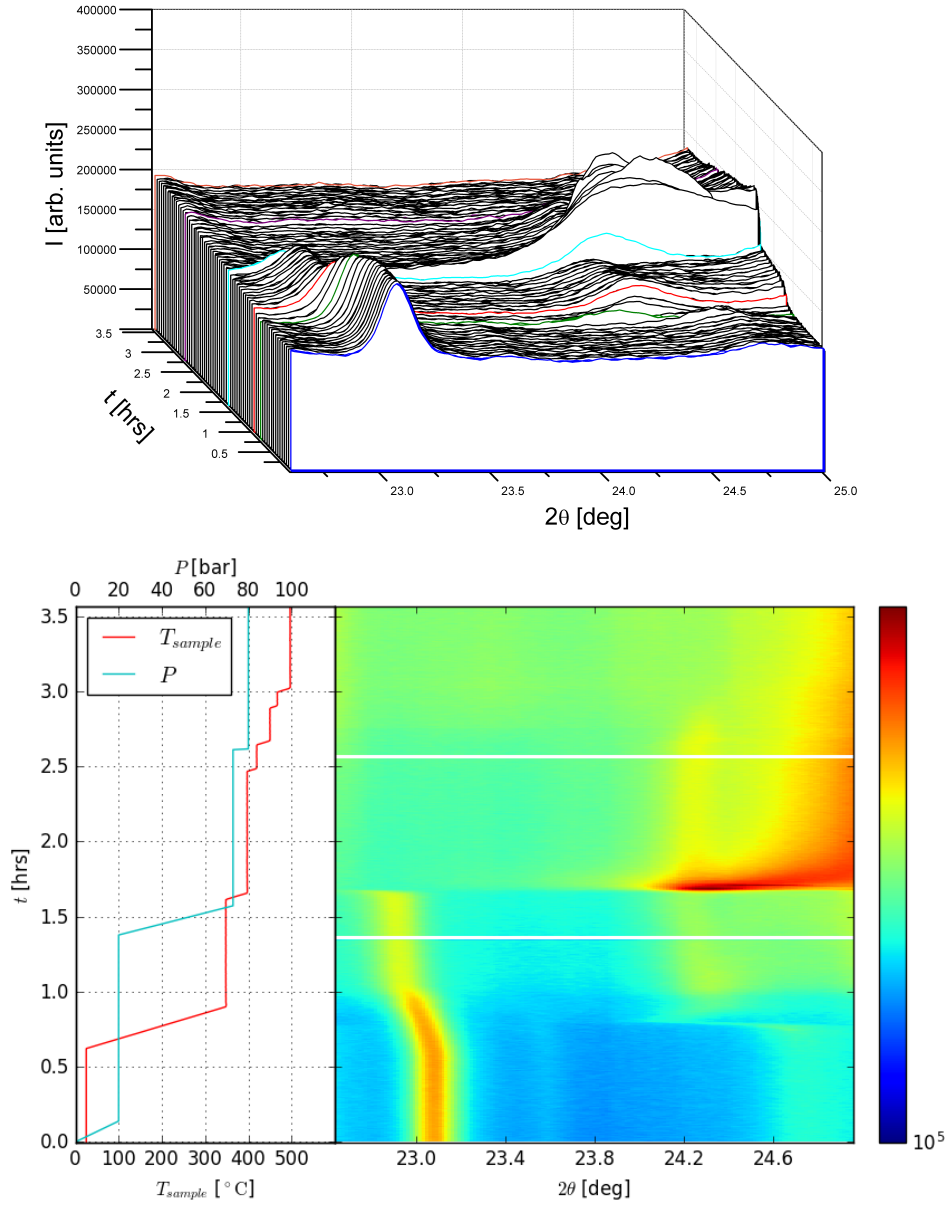 400000
350000
300000
250000
200000
150000
100000
50000
I [arb. units]
3.5
3
2.5
2
1.5
1
0.5
t [hrs]
23.0 23.5 24.0 24.5 25.0
2θ [deg]
P [bar]
0 20 40 60 80 100
3.5
3.0
2.5
2.0
1.5
1.0
0.5
0.0
t [hrs]
T_sample
P
0 100 200 300 400 500
T_sample [°C]
23.0 23.4 23.8 24.2 24.6
2θ [deg]
10^5